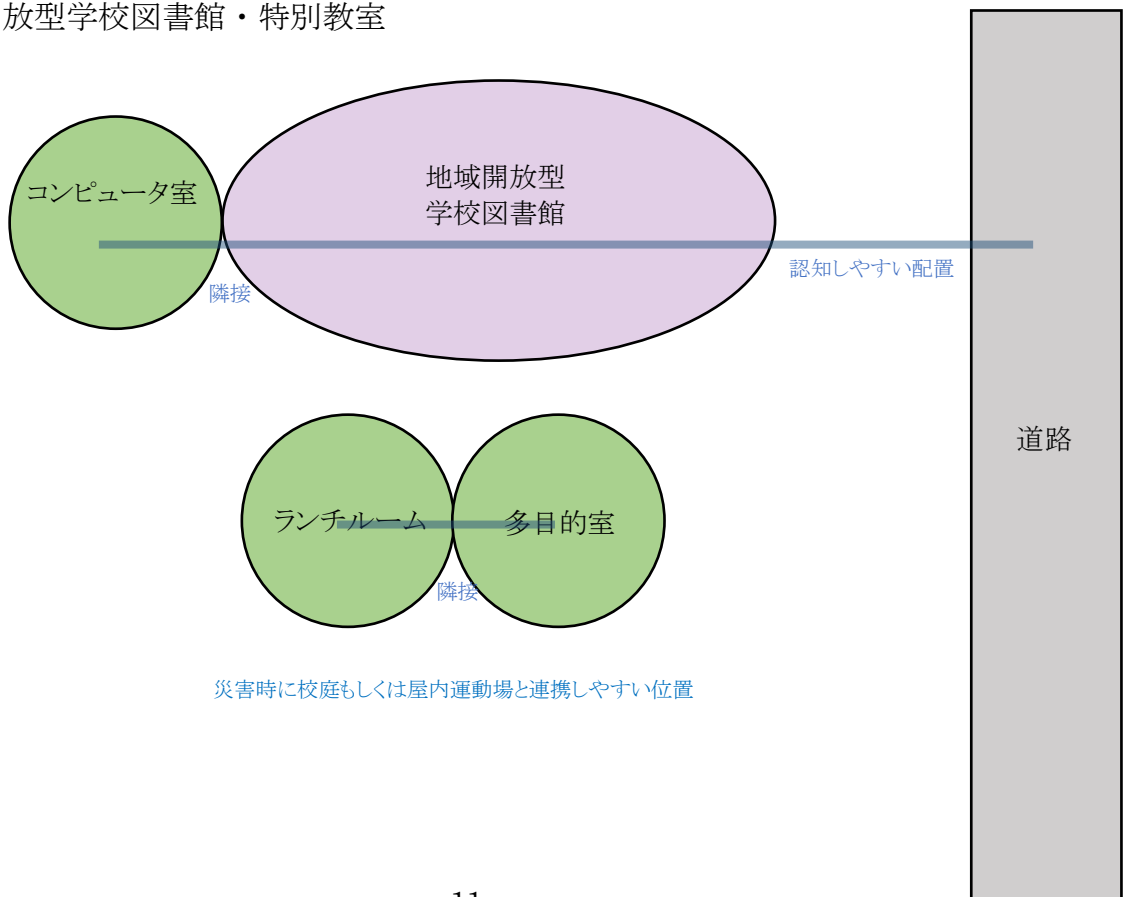 放型学校図書館・特別教室
コンピュータ室
地域開放型
学校図書館
認知しやすい配置
隣接
道路
ランチルーム
多目的室
隣接
災害時に校庭もしくは屋内運動場と連携しやすい位置
11